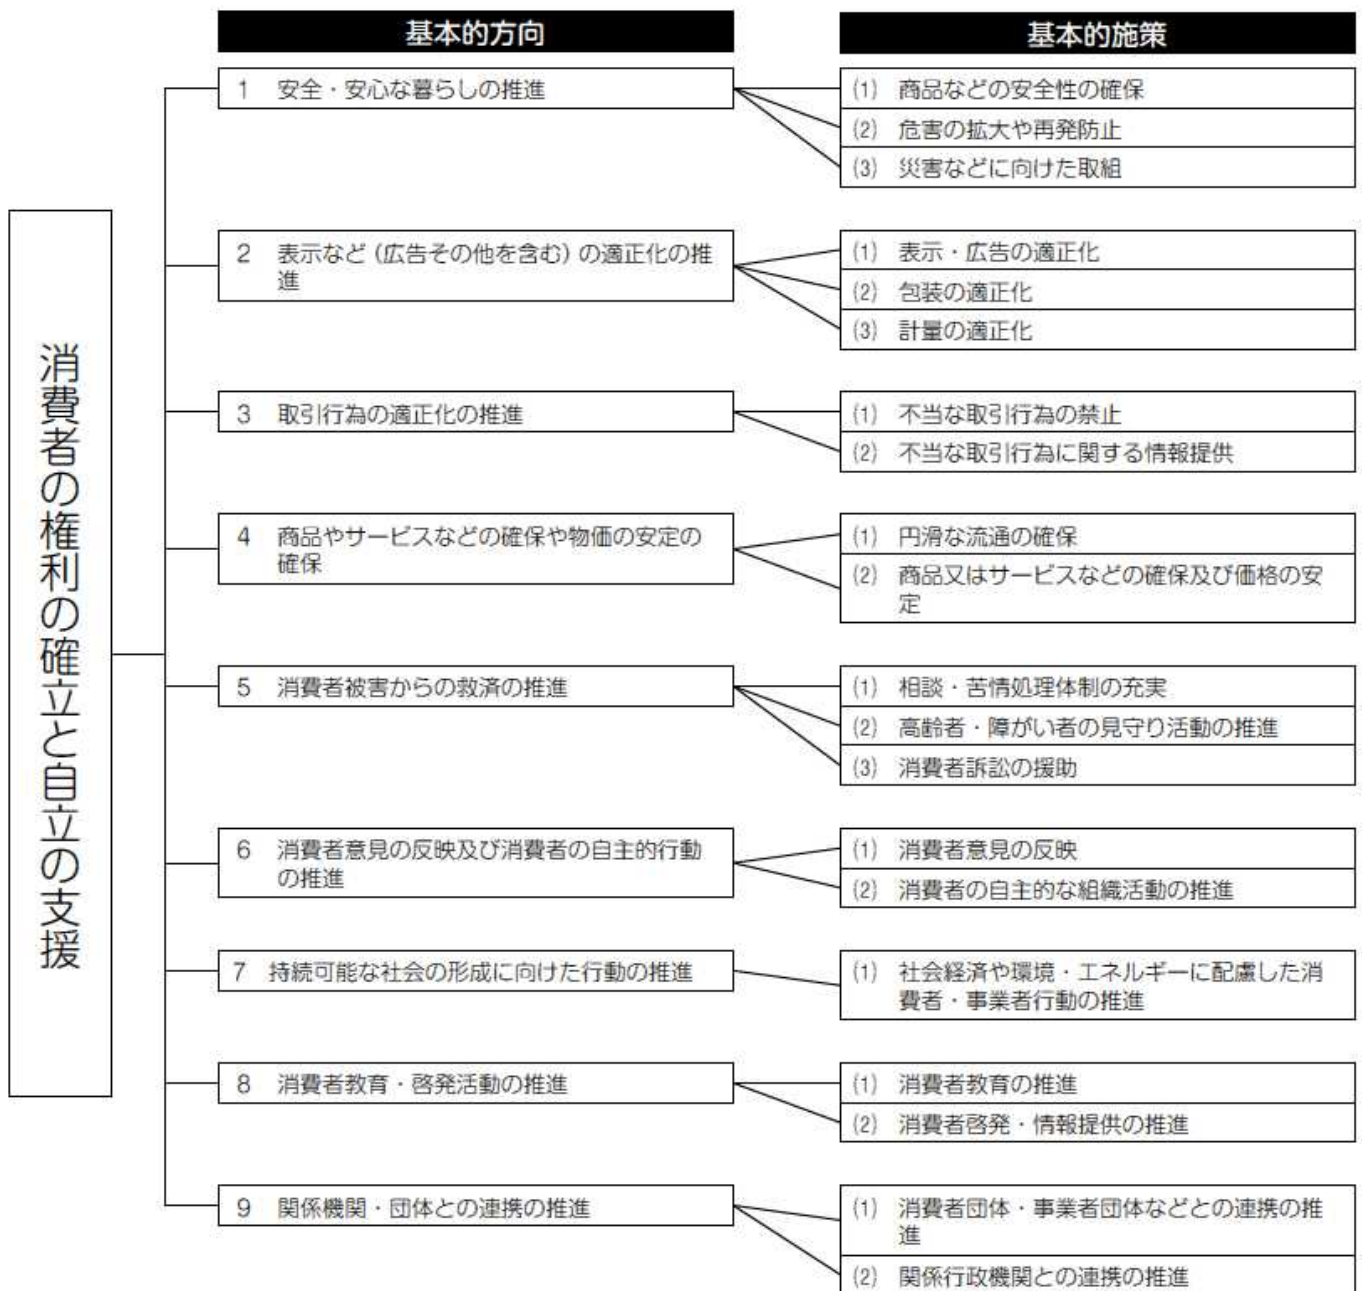 基本的方向
基本的施策
消費者の権利の確立と自立の支援
1 安全・安心な暮らしの推進
(1) 商品などの安全性の確保
(2) 危害の拡大や再発防止
(3) 災害などに向けた取組
2 表示など(広告その他を含む)の適正化の推
進
(1) 表示・広告の適正化
(2) 包装の適正化
(3) 計量の適正化
3 取引行為の適正化の推進
(1) 不当な取引行為の禁止
(2) 不当な取引行為に関する情報提供
4 商品やサービスなどの確保や物価の安定の
確保
(1) 円滑な流通の確保
(2) 商品又はサービスなどの確保及び価格の安
定
5 消費者被害からの救済の推進
(1) 相談・苦情処理体制の充実
(2) 高齢者・障がい者の見守り活動の推進
(3) 消費者訴訟の援助
6 消費者意見の反映及び消費者の自主的行動
の推進
(1) 消費者意見の反映
(2) 消費者の自主的な組織活動の推進
7 持続可能な社会の形成に向けた行動の推進
(1) 社会経済や環境・エネルギーに配慮した消
費者・事業者行動の推進
8 消費者教育・啓発活動の推進
(1) 消費者教育の推進
(2) 消費者啓発・情報提供の推進
9 関係機関・団体との連携の推進
(1) 消費者団体・事業者団体などとの連携の推
進
(2) 関係行政機関との連携の推進